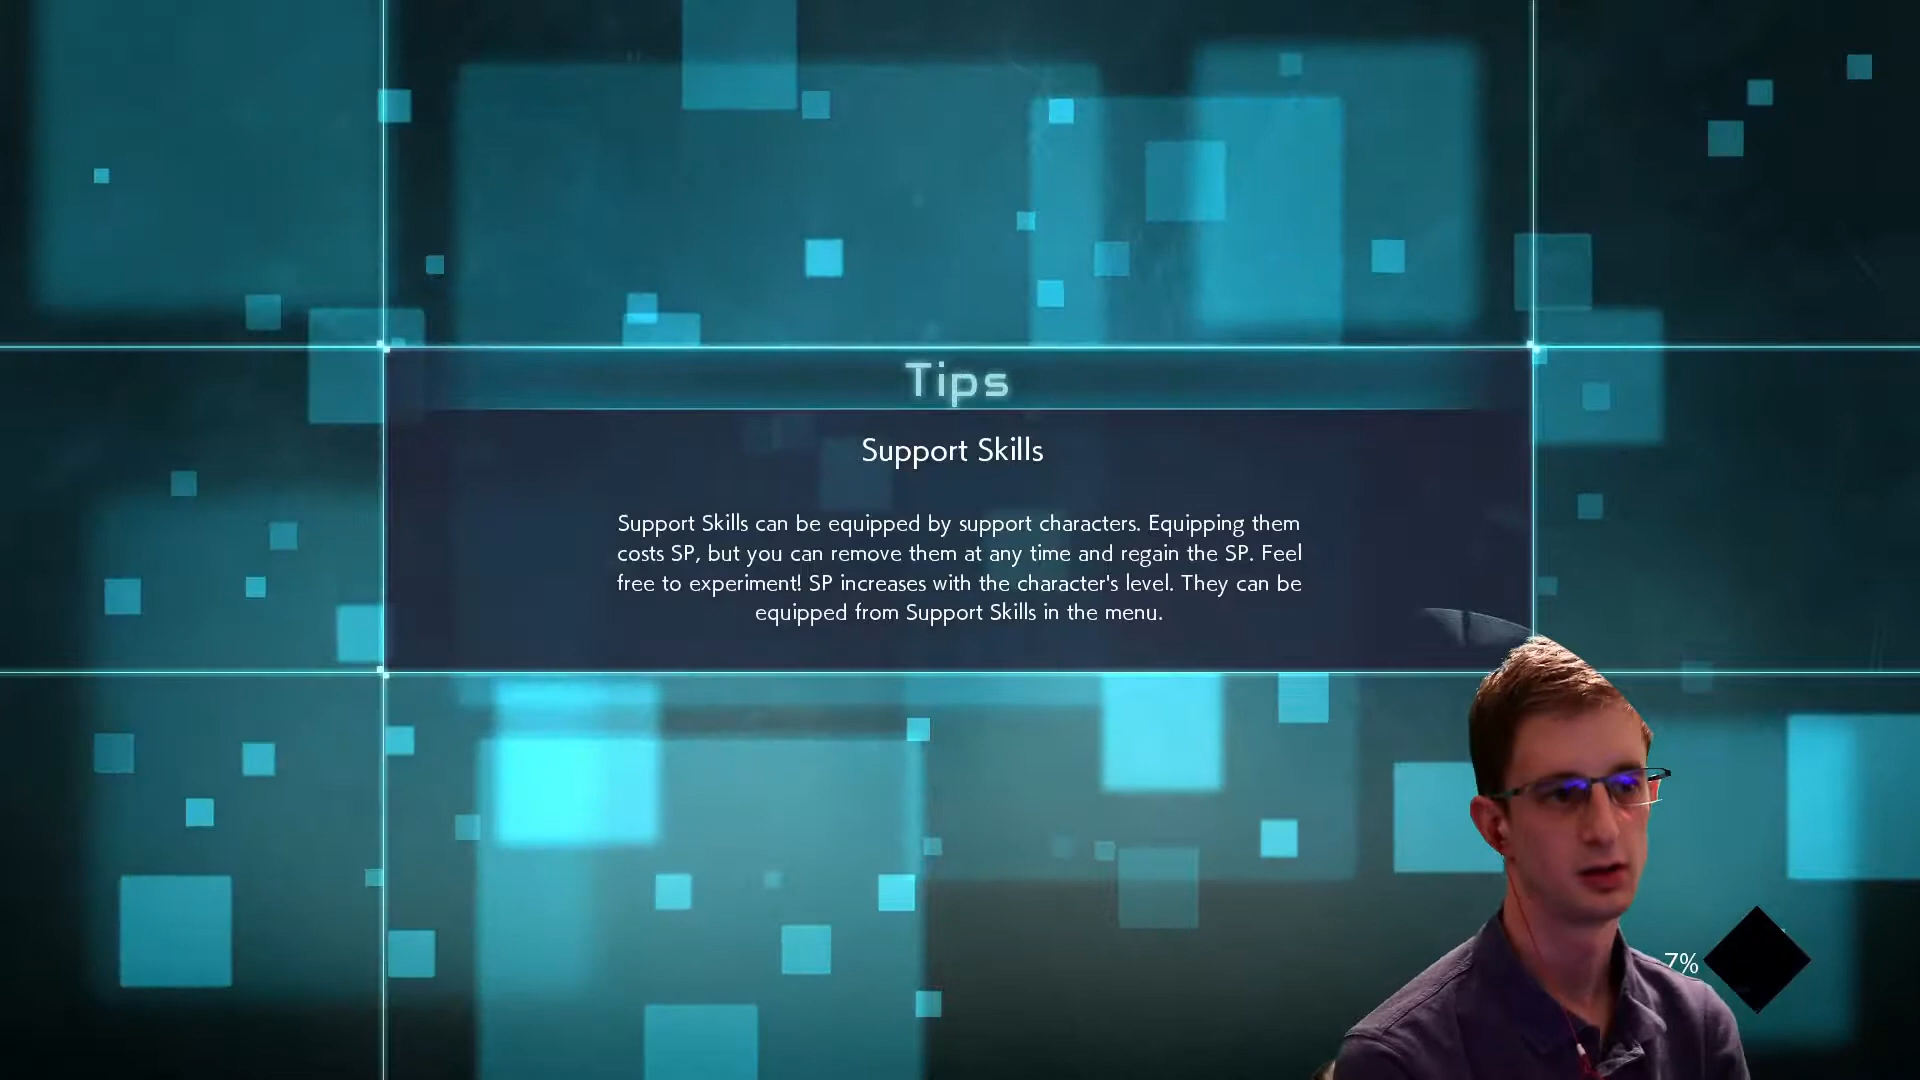 Tips
Support Skills
Support Skills can be equipped by support characters. Equipping them
costs SP, but you can remove them at any time and regain the SP. Feel
free to experiment! SP increases with the character's level. They can be
equipped from Support Skills in the menu.
7%